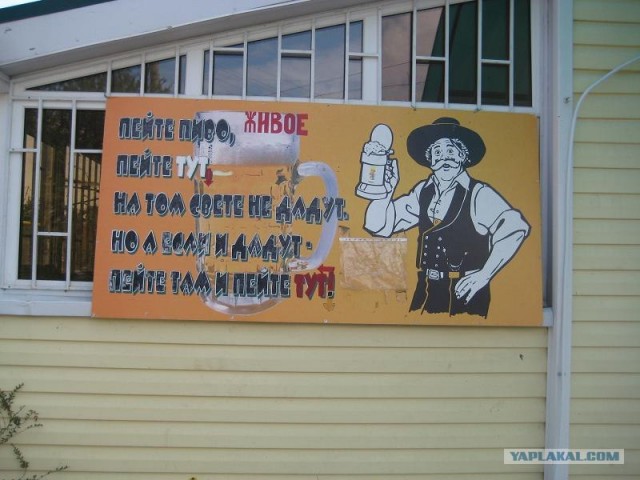 ПЕЙТЕ ПИВО, ЖИВОЕ
ПЕЙТЕ ТУТ,
НА ТОМ СВЕТЕ НЕ ДАДУТ.
НО А ЕСЛИ И ДАДУТ -
ПЕЙТЕ ТАМ И ПЕЙТЕ ТУТ!
YAPLAKAL.COM